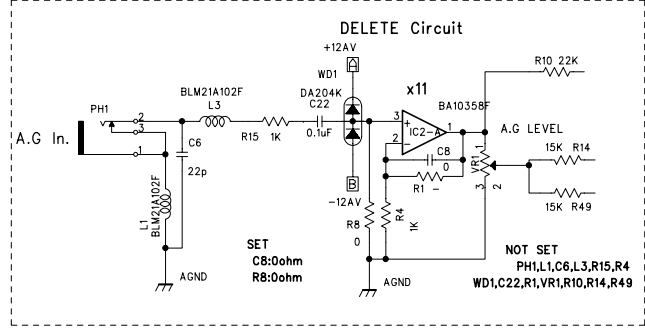 DELETE Circuit
+12AV
A
WD1
x11
R10 22K
BLM21A102F
L3
DA204K
C22
BA10358F
PH1
2
3
1
A.G In.
C6
22p
R15 1K
0.1uF
3
+
2
-
IC2-A
1
A.G LEVEL
C8
0
R1 -
VR1
1
3
2
15K R14
15K R49
B
-12AV
BLM21A102F
L1
R8
0
R4
1K
SET
C8:0ohm
R8:0ohm
AGND
AGND
NOT SET
PH1,L1,C6,L3,R15,R4
WD1,C22,R1,VR1,R10,R14,R49